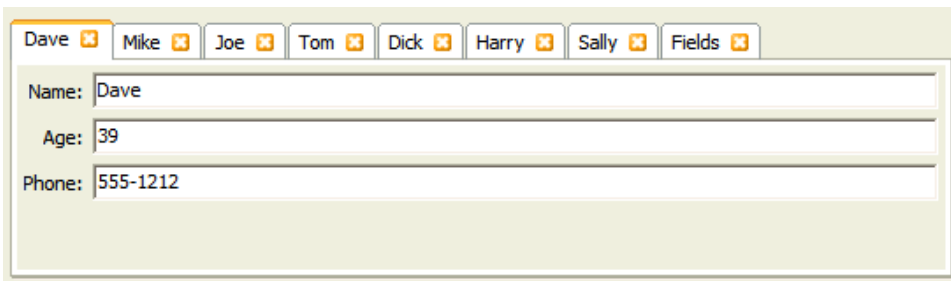 Dave Mike Joe Tom Dick Harry Sally Fields
Name: Dave
Age: 39
Phone: 555-1212